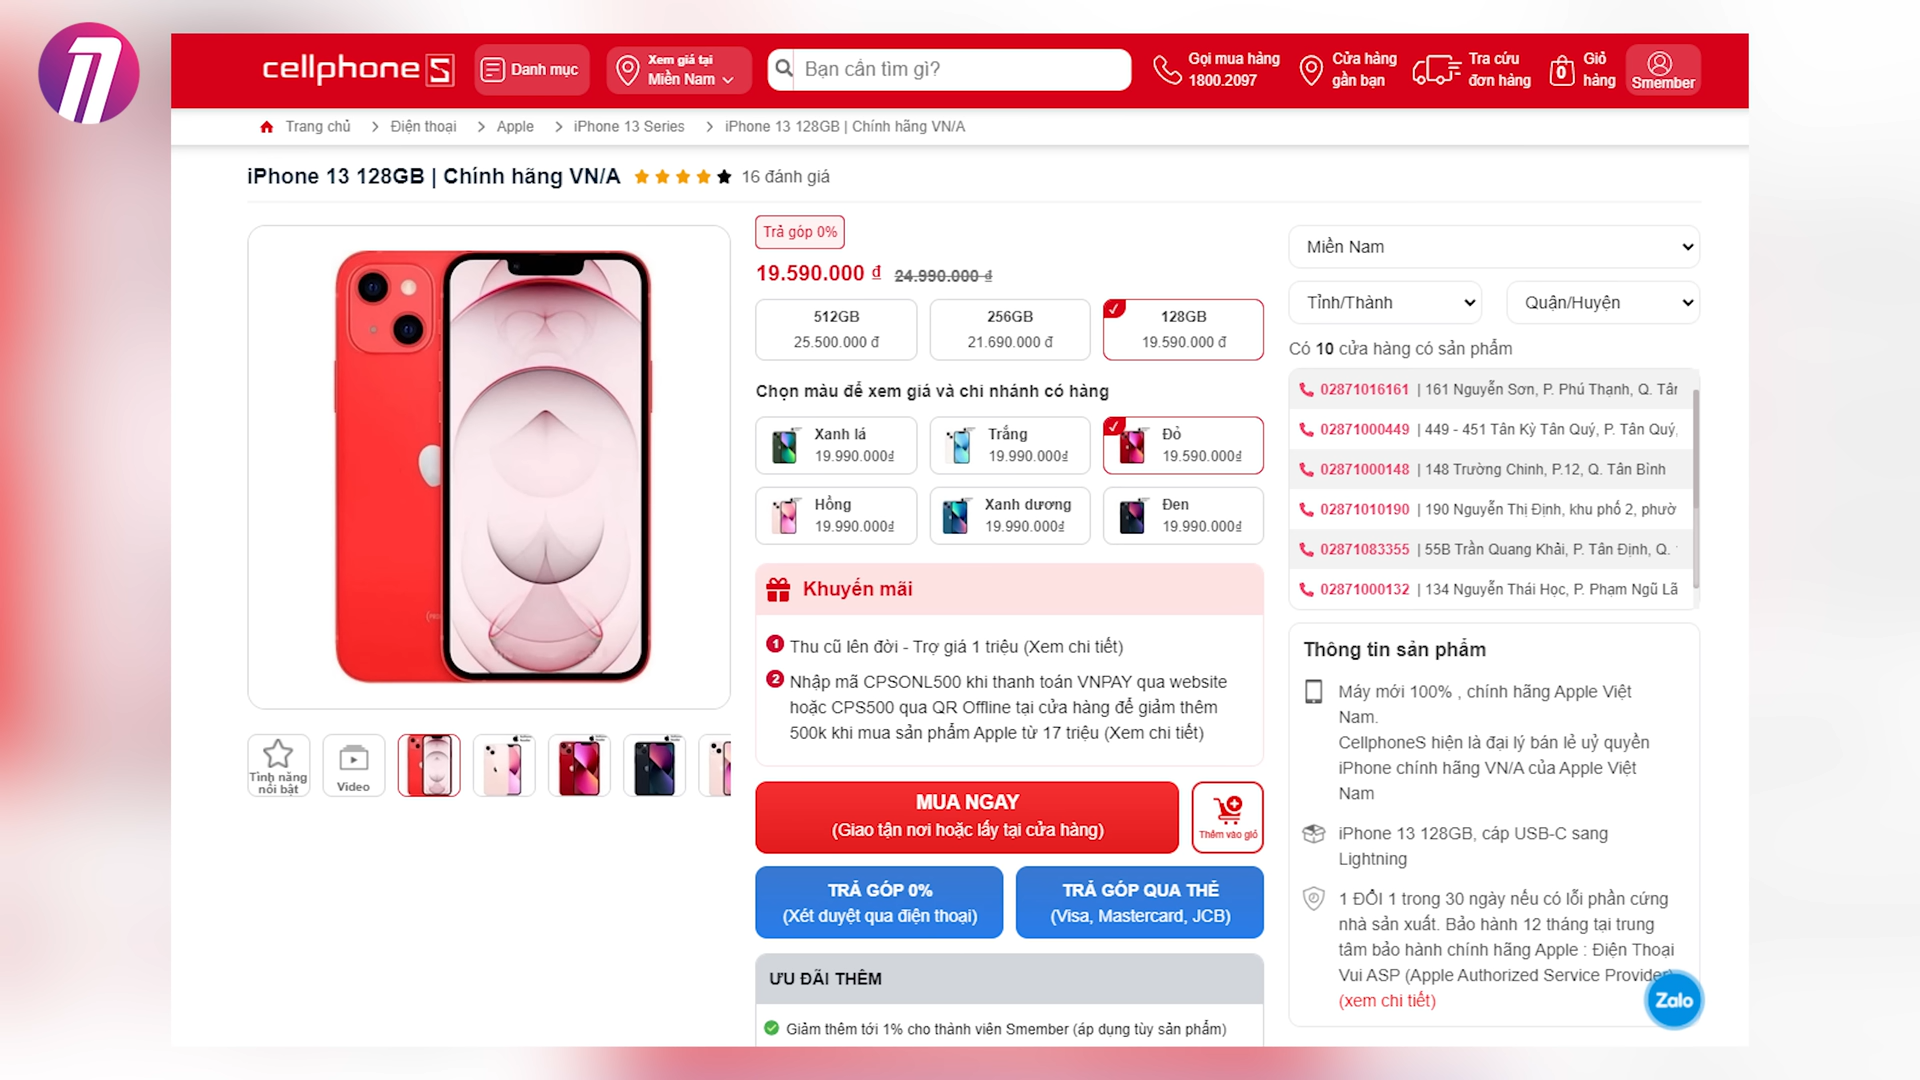 cellphoneS
Danh mục
Xem giá tại
Miền Nam
Bạn cần tìm gì?
Gọi mua hàng
1800.2097
Cửa hàng
gần bạn
Tra cứu
đơn hàng
0
Giỏ
hàng
Smember
Trang chủ
Điện thoại
Apple
iPhone 13 Series
iPhone 13 128GB | Chính hãng VN/A
iPhone 13 128GB | Chính hãng VN/A
16 đánh giá
Tính năng
nổi bật
Video
Trả góp 0%
19.590.000 ₫ 24.990.000 ₫
512GB
25.500.000 đ
256GB
21.690.000 đ
128GB
19.590.000 đ
Chọn màu để xem giá và chi nhánh có hàng
Xanh lá
19.990.000₫
Trắng
19.990.000₫
Đỏ
19.590.000₫
Hồng
19.990.000₫
Xanh dương
19.990.000₫
Đen
19.990.000₫
Khuyến mãi
1 Thu cũ lên đời - Trợ giá 1 triệu (Xem chi tiết)
2 Nhập mã CPSONL500 khi thanh toán VNPAY qua website
hoặc CPS500 qua QR Offline tại cửa hàng để giảm thêm
500k khi mua sản phẩm Apple từ 17 triệu (Xem chi tiết)
MUA NGAY
(Giao tận nơi hoặc lấy tại cửa hàng)
Thêm vào giỏ
TRẢ GÓP 0%
(Xét duyệt qua điện thoại)
TRẢ GÓP QUA THẺ
(Visa, Mastercard, JCB)
ƯU ĐÃI THÊM
Giảm thêm tới 1% cho thành viên Smember (áp dụng tùy sản phẩm)
Miền Nam
Tỉnh/Thành
Quận/Huyện
Có 10 cửa hàng có sản phẩm
02871016161 | 161 Nguyễn Sơn, P. Phú Thạnh, Q. Tân
02871000449 | 449 - 451 Tân Kỳ Tân Quý, P. Tân Quý,
02871000148 | 148 Trường Chinh, P.12, Q. Tân Bình
02871010190 | 190 Nguyễn Thị Định, khu phố 2, phườ
02871083355 | 55B Trần Quang Khải, P. Tân Định, Q.
02871000132 | 134 Nguyễn Thái Học, P. Phạm Ngũ Lã
Thông tin sản phẩm
Máy mới 100% , chính hãng Apple Việt
Nam.
CellphoneS hiện là đại lý bán lẻ uỷ quyền
iPhone chính hãng VN/A của Apple Việt
Nam
iPhone 13 128GB, cáp USB-C sang
Lightning
1 ĐỔI 1 trong 30 ngày nếu có lỗi phần cứng
nhà sản xuất. Bảo hành 12 tháng tại trung
tâm bảo hành chính hãng Apple : Điện Thoại
Vui ASP (Apple Authorized Service Provider)
(xem chi tiết)
Zalo